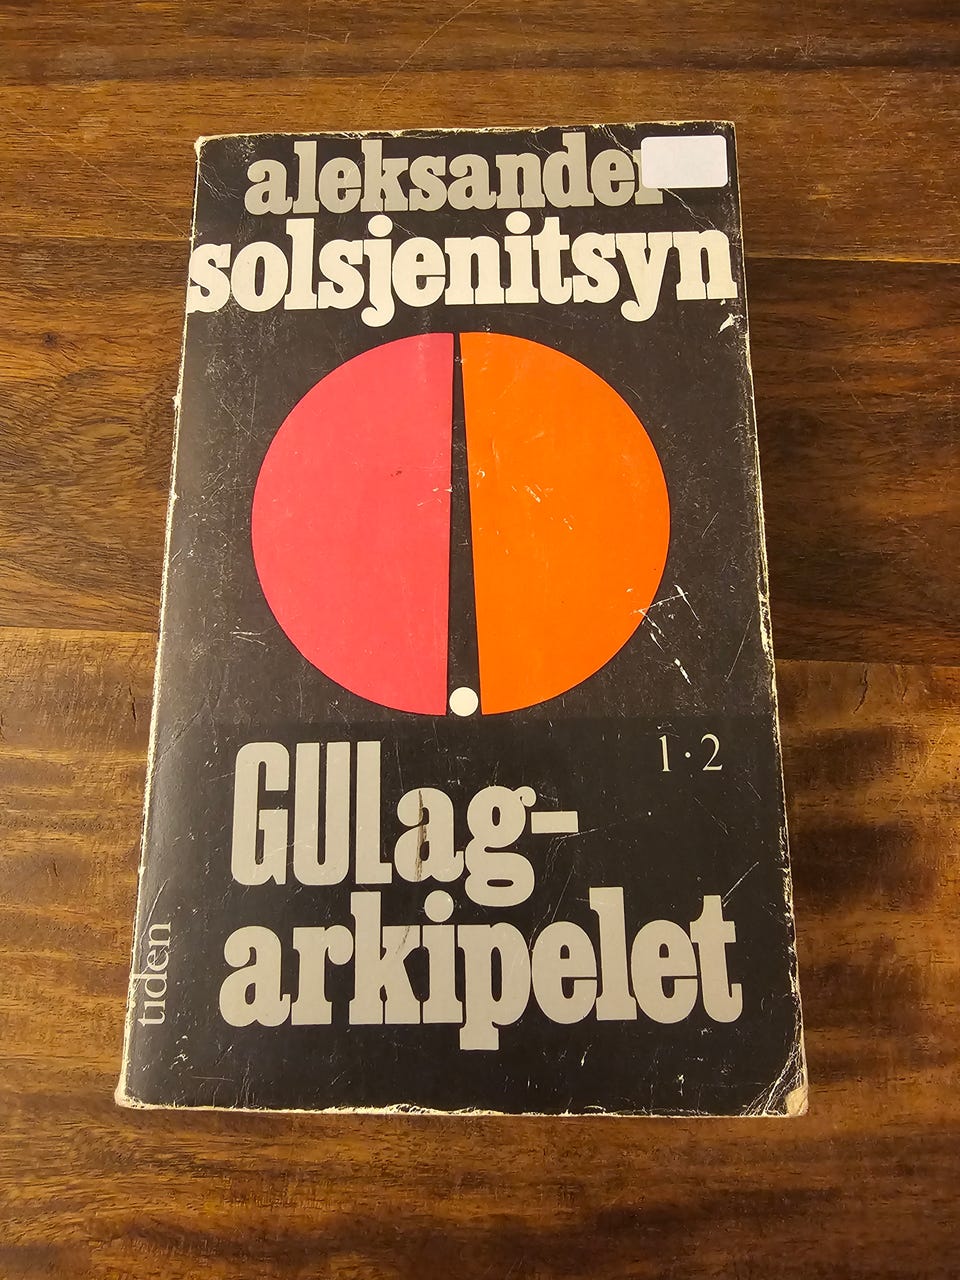 aleksander
solsjenitsyn
1·2
GULag-
arkipelet
tiden